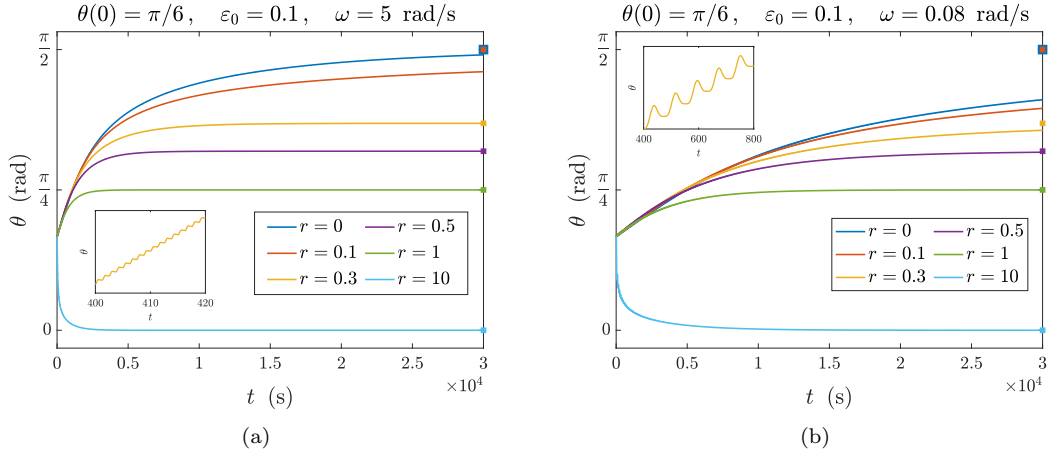 θ(0) = π/6 , ε₀ = 0.1 , ω = 5 rad/s
π/2
π/4
0
θ (rad)
θ
400 410 420
t
r = 0 r = 0.5
r = 0.1 r = 1
r = 0.3 r = 10
0 0.5 1 1.5 2 2.5 3
×10⁴
t (s)
(a)
θ(0) = π/6 , ε₀ = 0.1 , ω = 0.08 rad/s
π/2
π/4
0
θ (rad)
θ
400 600 800
t
r = 0 r = 0.5
r = 0.1 r = 1
r = 0.3 r = 10
0 0.5 1 1.5 2 2.5 3
×10⁴
t (s)
(b)